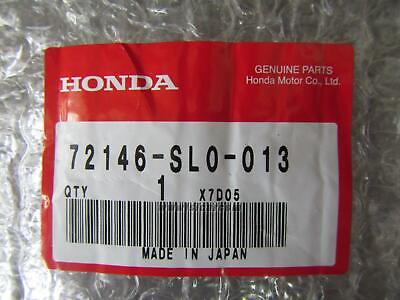 HONDA
GENUINE PARTS
Honda Motor Co., Ltd.
72146-SL0-013
QTY 1 X7D05
MADE IN JAPAN